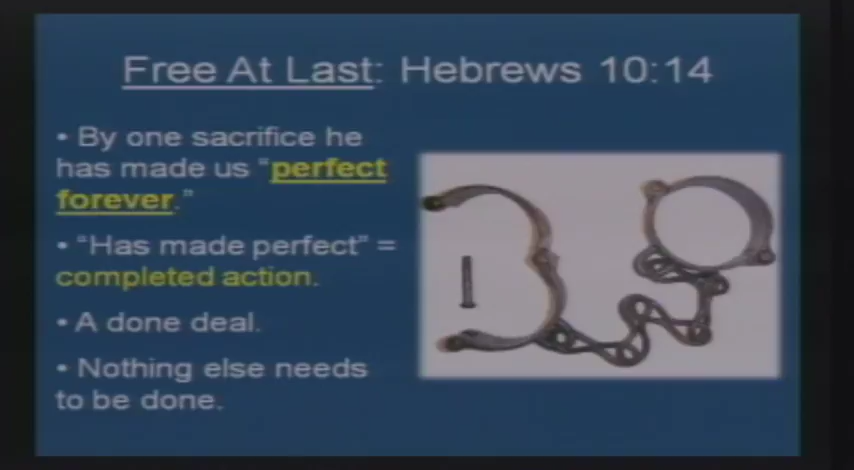 Free At Last: Hebrews 10:14
• By one sacrifice he
has made us “perfect
forever.”
• “Has made perfect” =
completed action.
• A done deal.
• Nothing else needs
to be done.